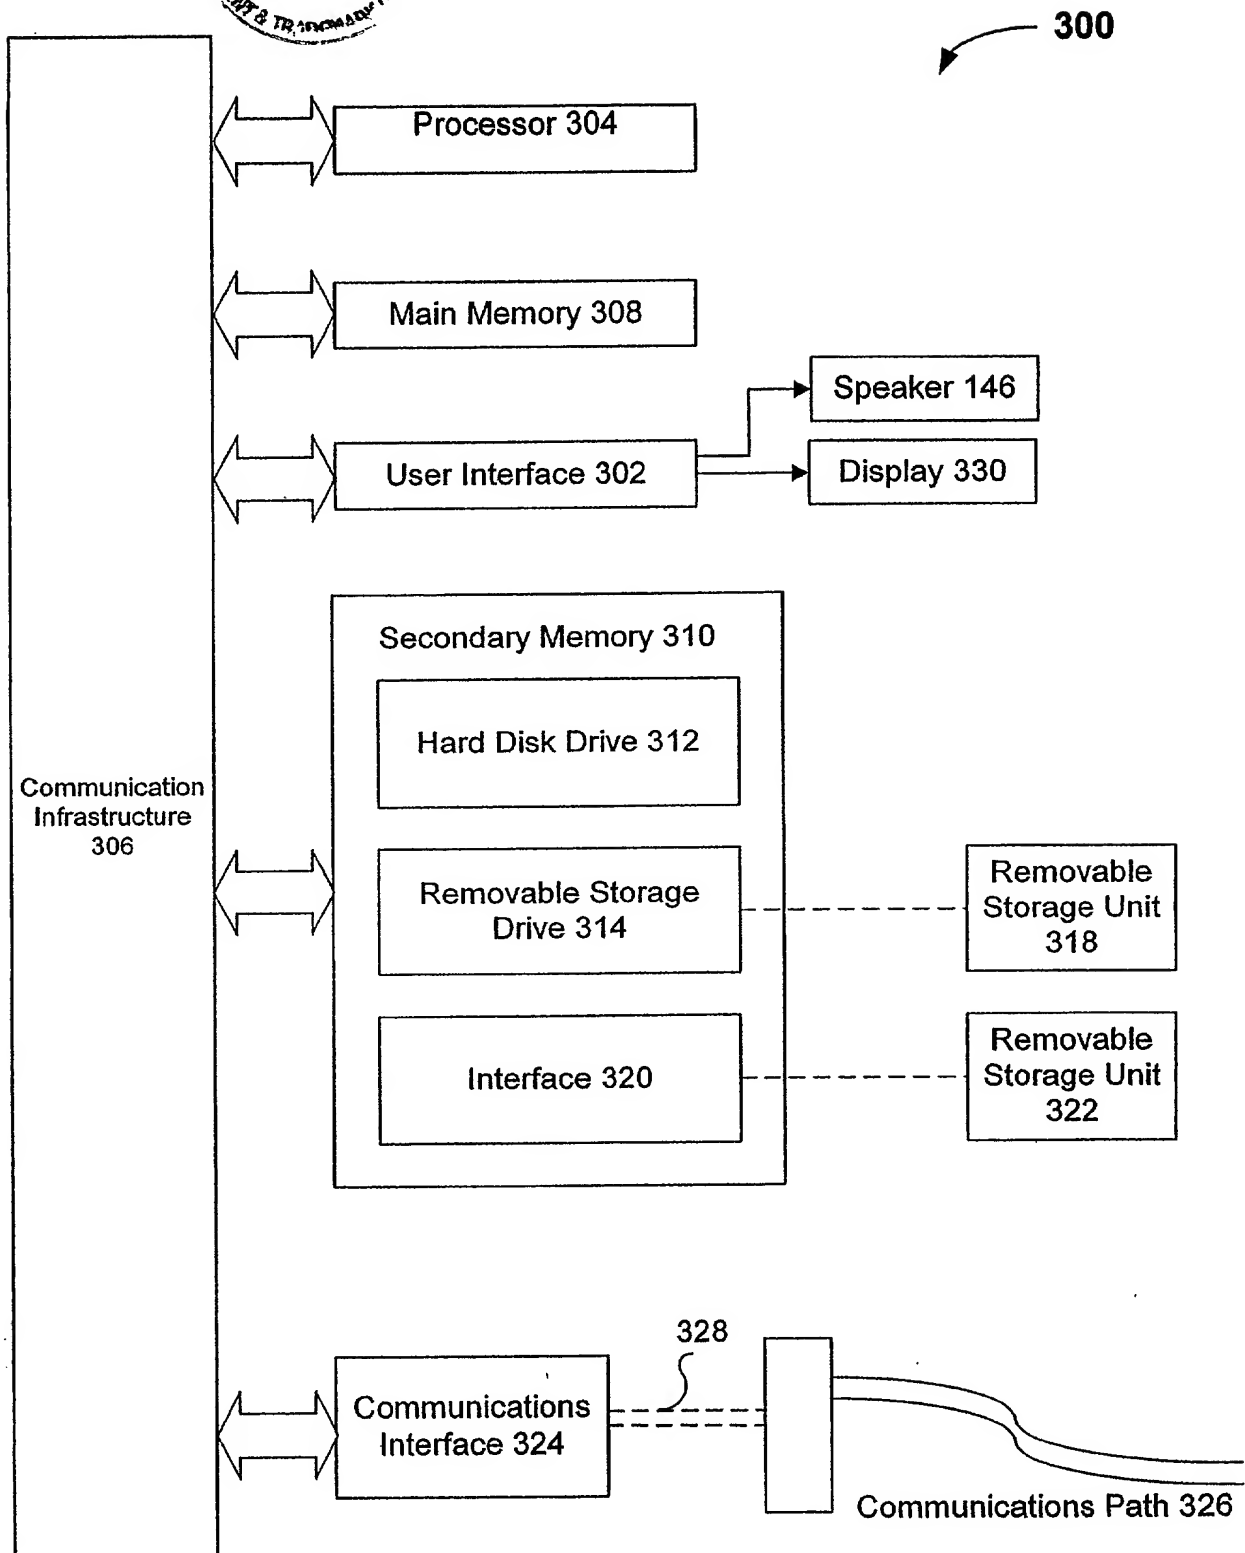 & TRADEMARK
300
Processor 304
Main Memory 308
Speaker 146
User Interface 302
Display 330
Secondary Memory 310
Hard Disk Drive 312
Communication
Infrastructure
306
Removable Storage
Drive 314
Removable
Storage Unit
318
Interface 320
Removable
Storage Unit
322
328
Communications
Interface 324
Communications Path 326